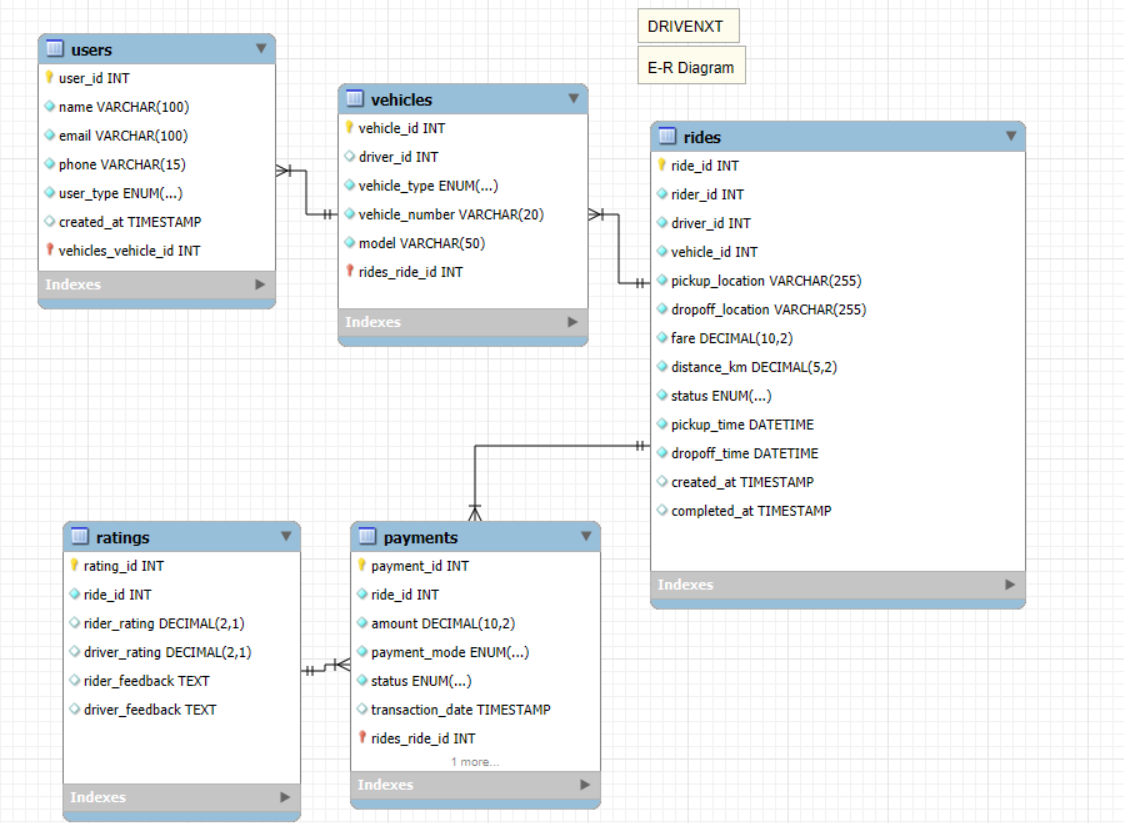 DRIVENXT
E-R Diagram
users
user_id INT
name VARCHAR(100)
email VARCHAR(100)
phone VARCHAR(15)
user_type ENUM(...)
created_at TIMESTAMP
vehicles_vehicle_id INT
Indexes
vehicles
vehicle_id INT
driver_id INT
vehicle_type ENUM(...)
vehicle_number VARCHAR(20)
model VARCHAR(50)
rides_ride_id INT
Indexes
rides
ride_id INT
rider_id INT
driver_id INT
vehicle_id INT
pickup_location VARCHAR(255)
dropoff_location VARCHAR(255)
fare DECIMAL(10,2)
distance_km DECIMAL(5,2)
status ENUM(...)
pickup_time DATETIME
dropoff_time DATETIME
created_at TIMESTAMP
completed_at TIMESTAMP
Indexes
ratings
rating_id INT
ride_id INT
rider_rating DECIMAL(2,1)
driver_rating DECIMAL(2,1)
rider_feedback TEXT
driver_feedback TEXT
Indexes
payments
payment_id INT
ride_id INT
amount DECIMAL(10,2)
payment_mode ENUM(...)
status ENUM(...)
transaction_date TIMESTAMP
rides_ride_id INT
1 more...
Indexes